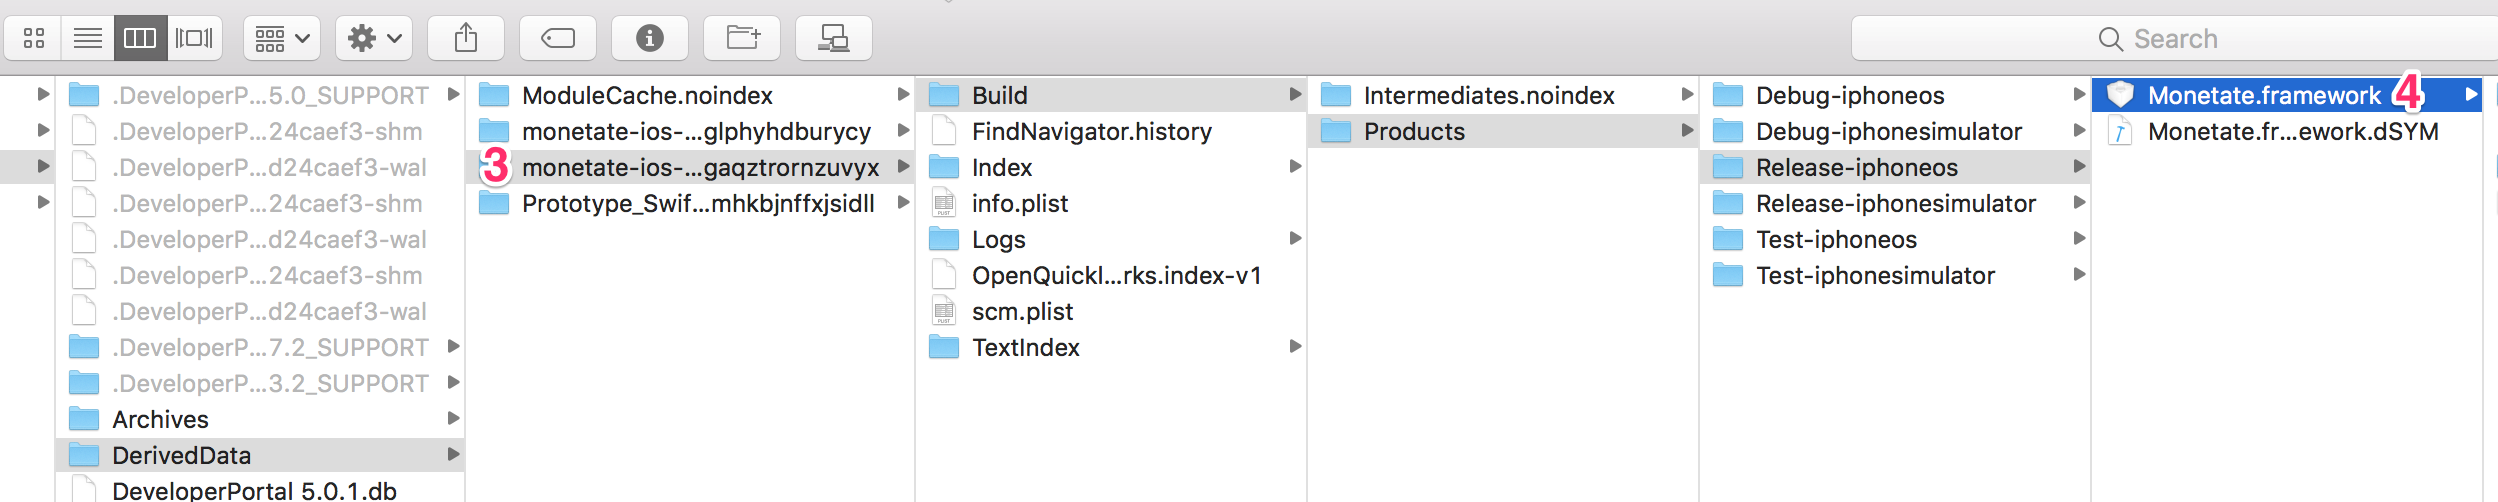 Search
.DeveloperP...5.0_SUPPORT
.DeveloperP...24caef3-shm
.DeveloperP...d24caef3-wal
.DeveloperP...24caef3-shm
.DeveloperP...d24caef3-wal
.DeveloperP...24caef3-shm
.DeveloperP...d24caef3-wal
.DeveloperP...7.2_SUPPORT
.DeveloperP...3.2_SUPPORT
Archives
DerivedData
DeveloperPortal 5.0.1.db
ModuleCache.noindex
monetate-ios-...glphyhdburycy
3 monetate-ios-...gaqztrornzuvyx
Prototype_Swif...mhkbjnffxjsidll
Build
FindNavigator.history
Index
info.plist
Logs
OpenQuickl...rks.index-v1
scm.plist
TextIndex
Intermediates.noindex
Products
Debug-iphoneos
Debug-iphonesimulator
Release-iphoneos
Release-iphonesimulator
Test-iphoneos
Test-iphonesimulator
Monetate.framework 4
Monetate.fr...ework.dSYM